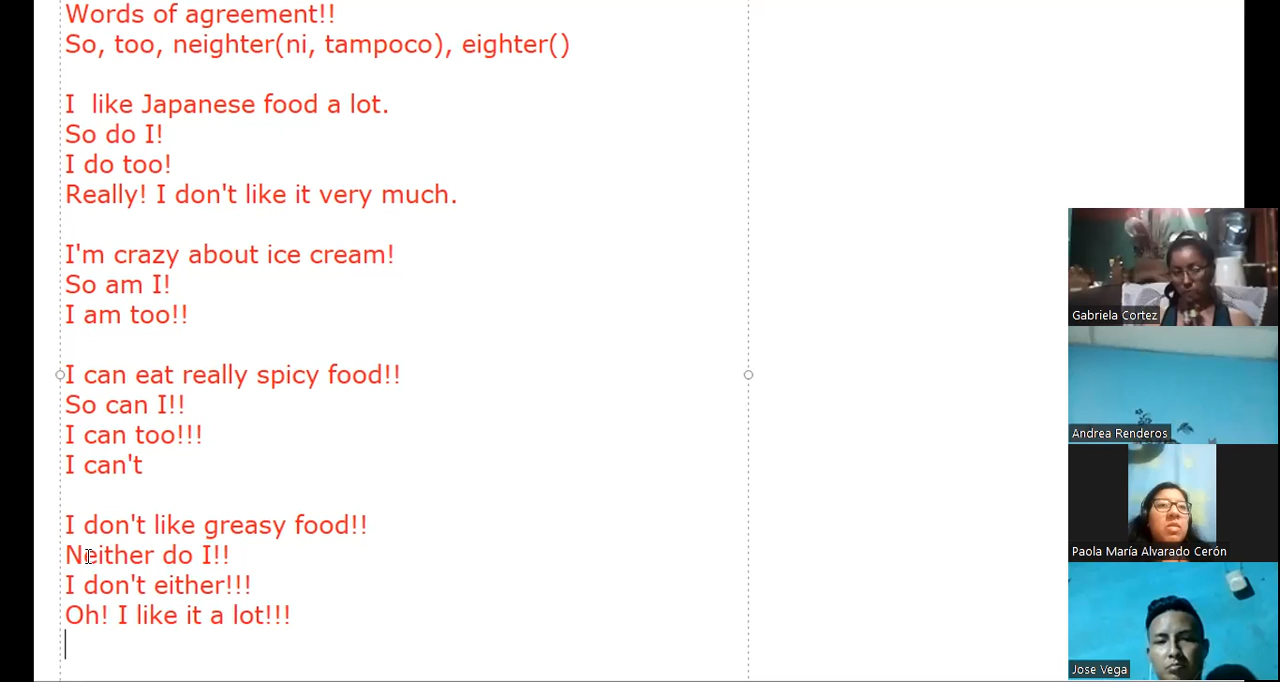 Words of agreement!!
So, too, neighter(ni, tampoco), eighter()
I  like Japanese food a lot.
So do I!
I do too!
Really! I don't like it very much.
I'm crazy about ice cream!
So am I!
I am too!!
I can eat really spicy food!!
So can I!!
I can too!!!
I can't
I don't like greasy food!!
Neither do I!!
I don't either!!!
Oh! I like it a lot!!!
Gabriela Cortez
Andrea Renderos
Paola María Alvarado Cerón
Jose Vega